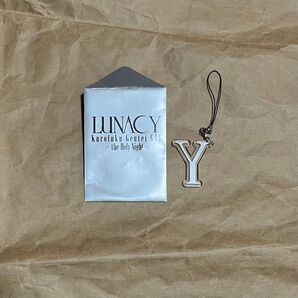 LUNACY
Kurofuku Gentei GIG
~ the Holy Night ~
Y